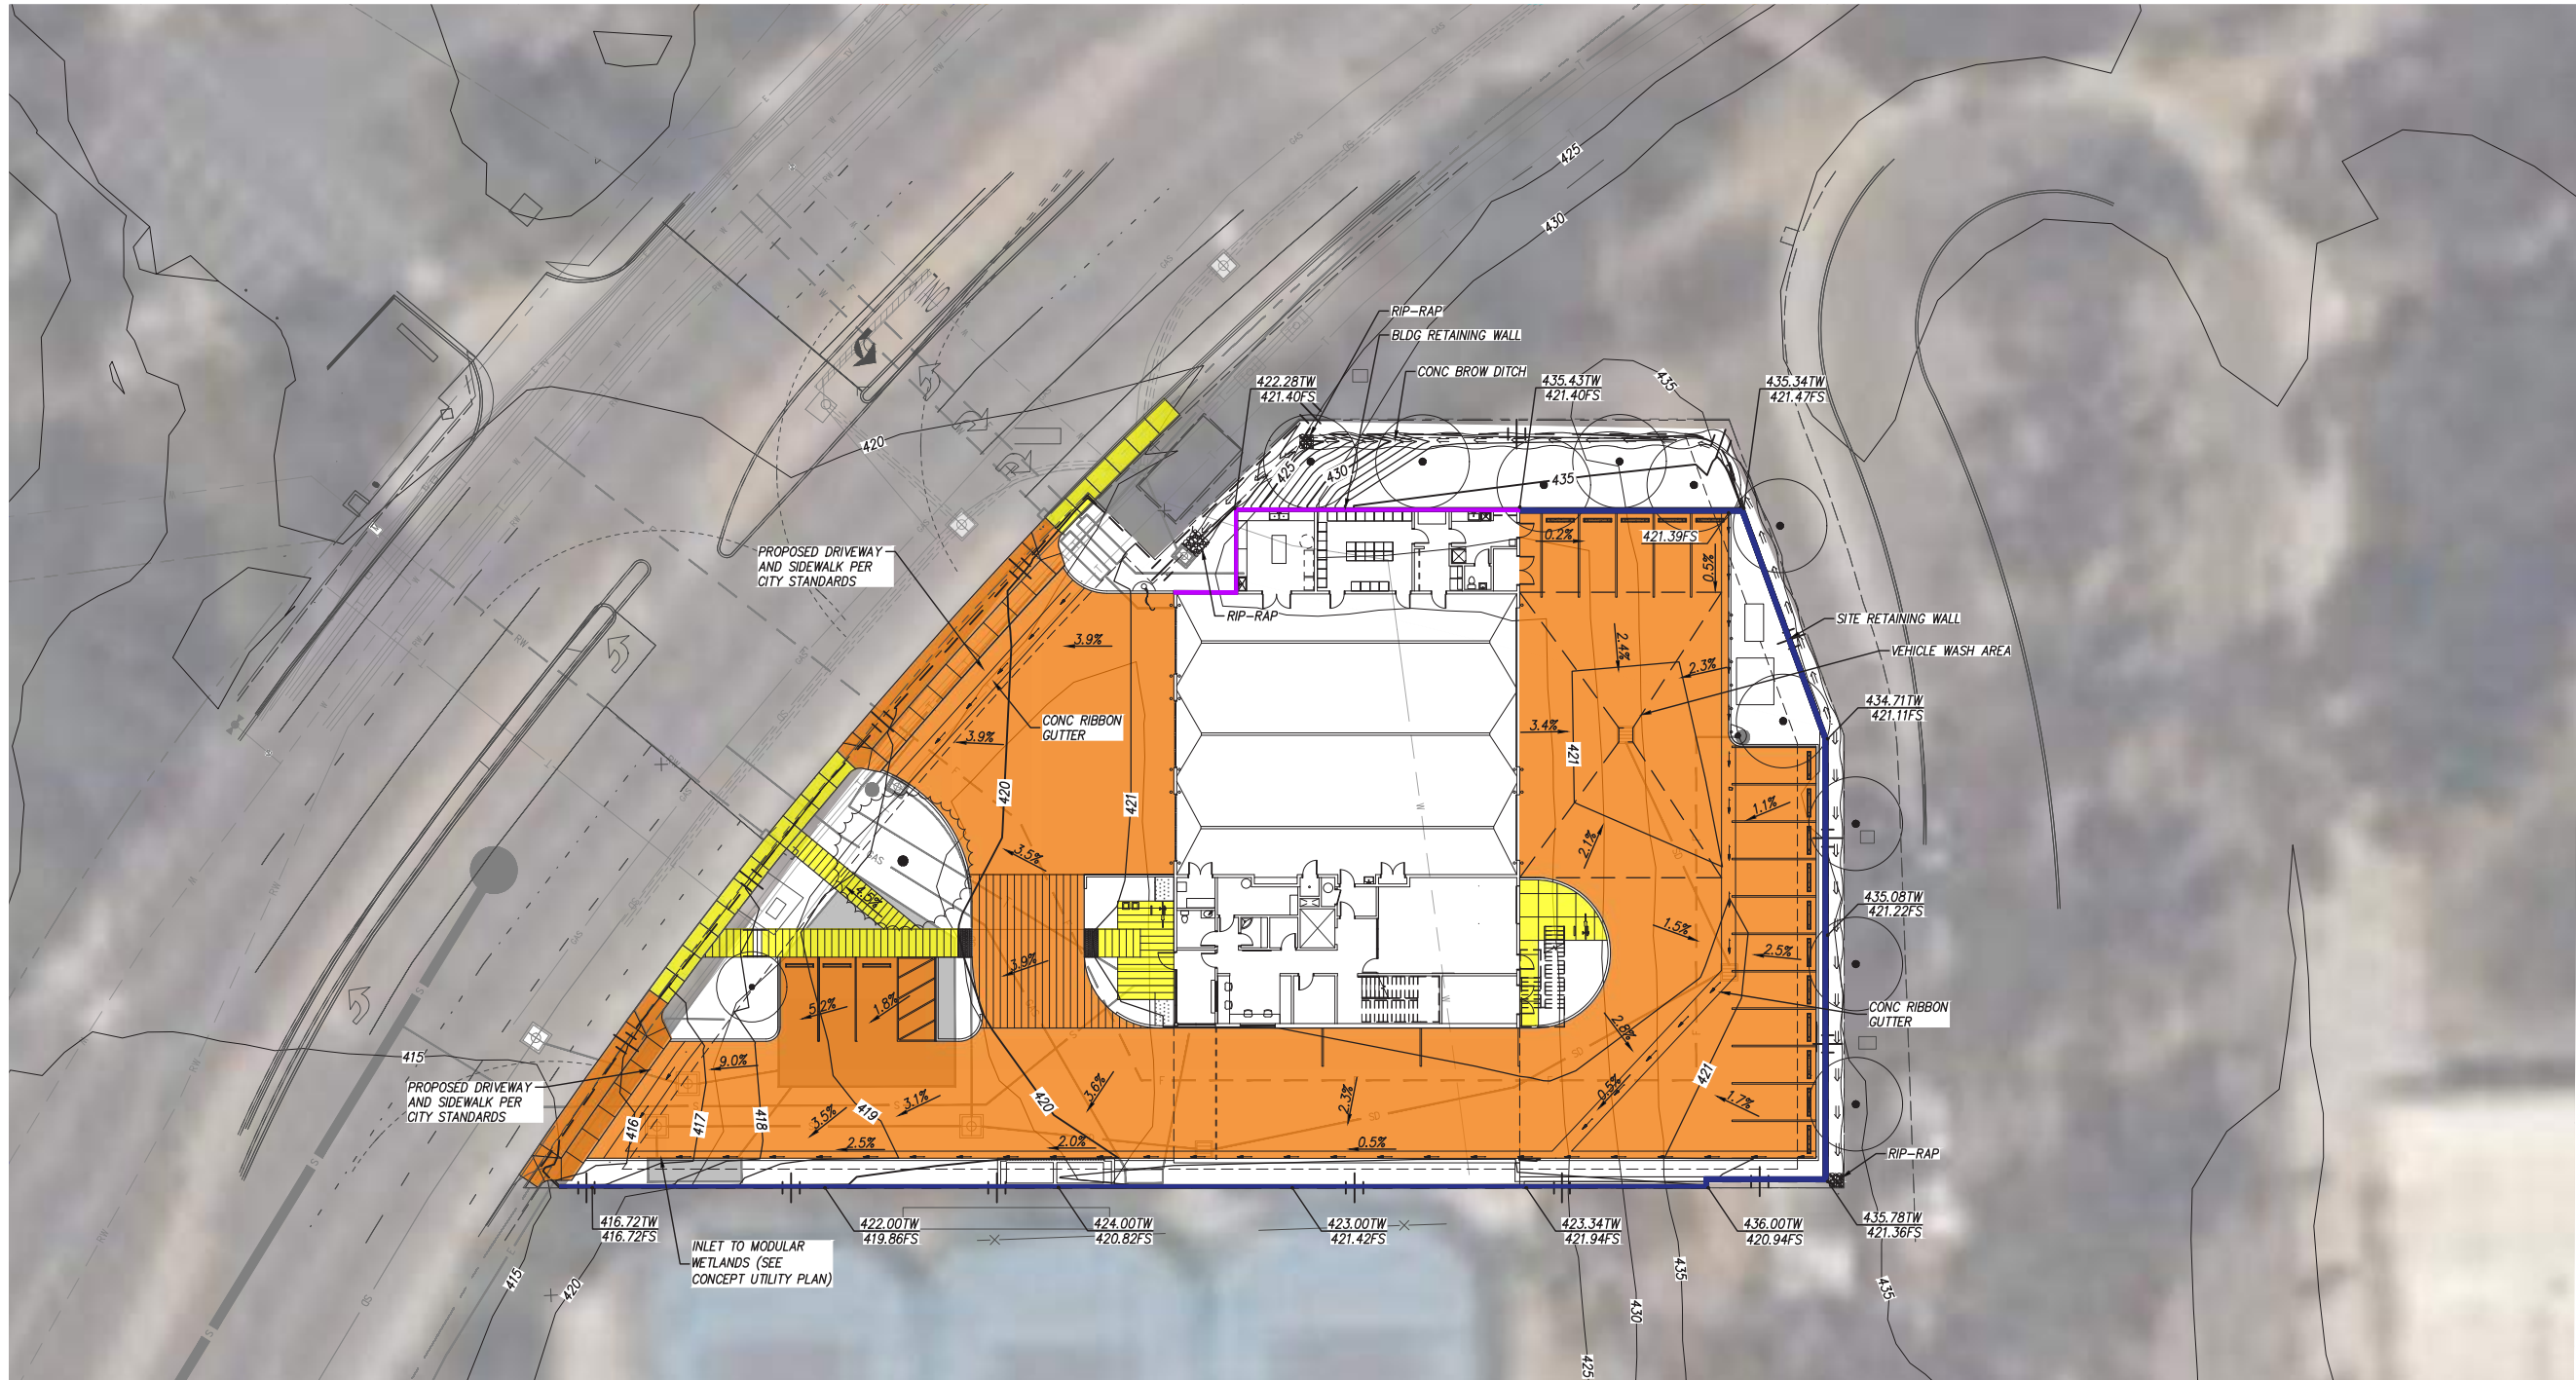 425
430
RIP-RAP
BLDG RETAINING WALL
CONC BROW DITCH
422.28TW
421.40FS
435.43TW
421.40FS
435
435.34TW
421.47FS
420
425
430
435
PROPOSED DRIVEWAY
AND SIDEWALK PER
CITY STANDARDS
0.2%
421.39FS
0.5%
RIP-RAP
SITE RETAINING WALL
VEHICLE WASH AREA
3.9%
2.4%
2.3%
434.71TW
421.11FS
CONC RIBBON
GUTTER
3.9%
3.4%
421
420
421
1.1%
2.1%
3.5%
4.5%
GAS
435.08TW
421.22FS
1.5%
2.5%
3.9%
5.2%
1.8%
CONC RIBBON
GUTTER
2.8%
415
9.0%
PROPOSED DRIVEWAY
AND SIDEWALK PER
CITY STANDARDS
416
417
418
419
3.5%
3.1%
3.6%
420
2.3%
0.5%
421
1.7%
2.5%
2.0%
0.5%
RIP-RAP
416.72TW
416.72FS
422.00TW
419.86FS
424.00TW
420.82FS
423.00TW
421.42FS
423.34TW
421.94FS
436.00TW
420.94FS
435.78TW
421.36FS
INLET TO MODULAR
WETLANDS (SEE
CONCEPT UTILITY PLAN)
415
420
425
430
435
435